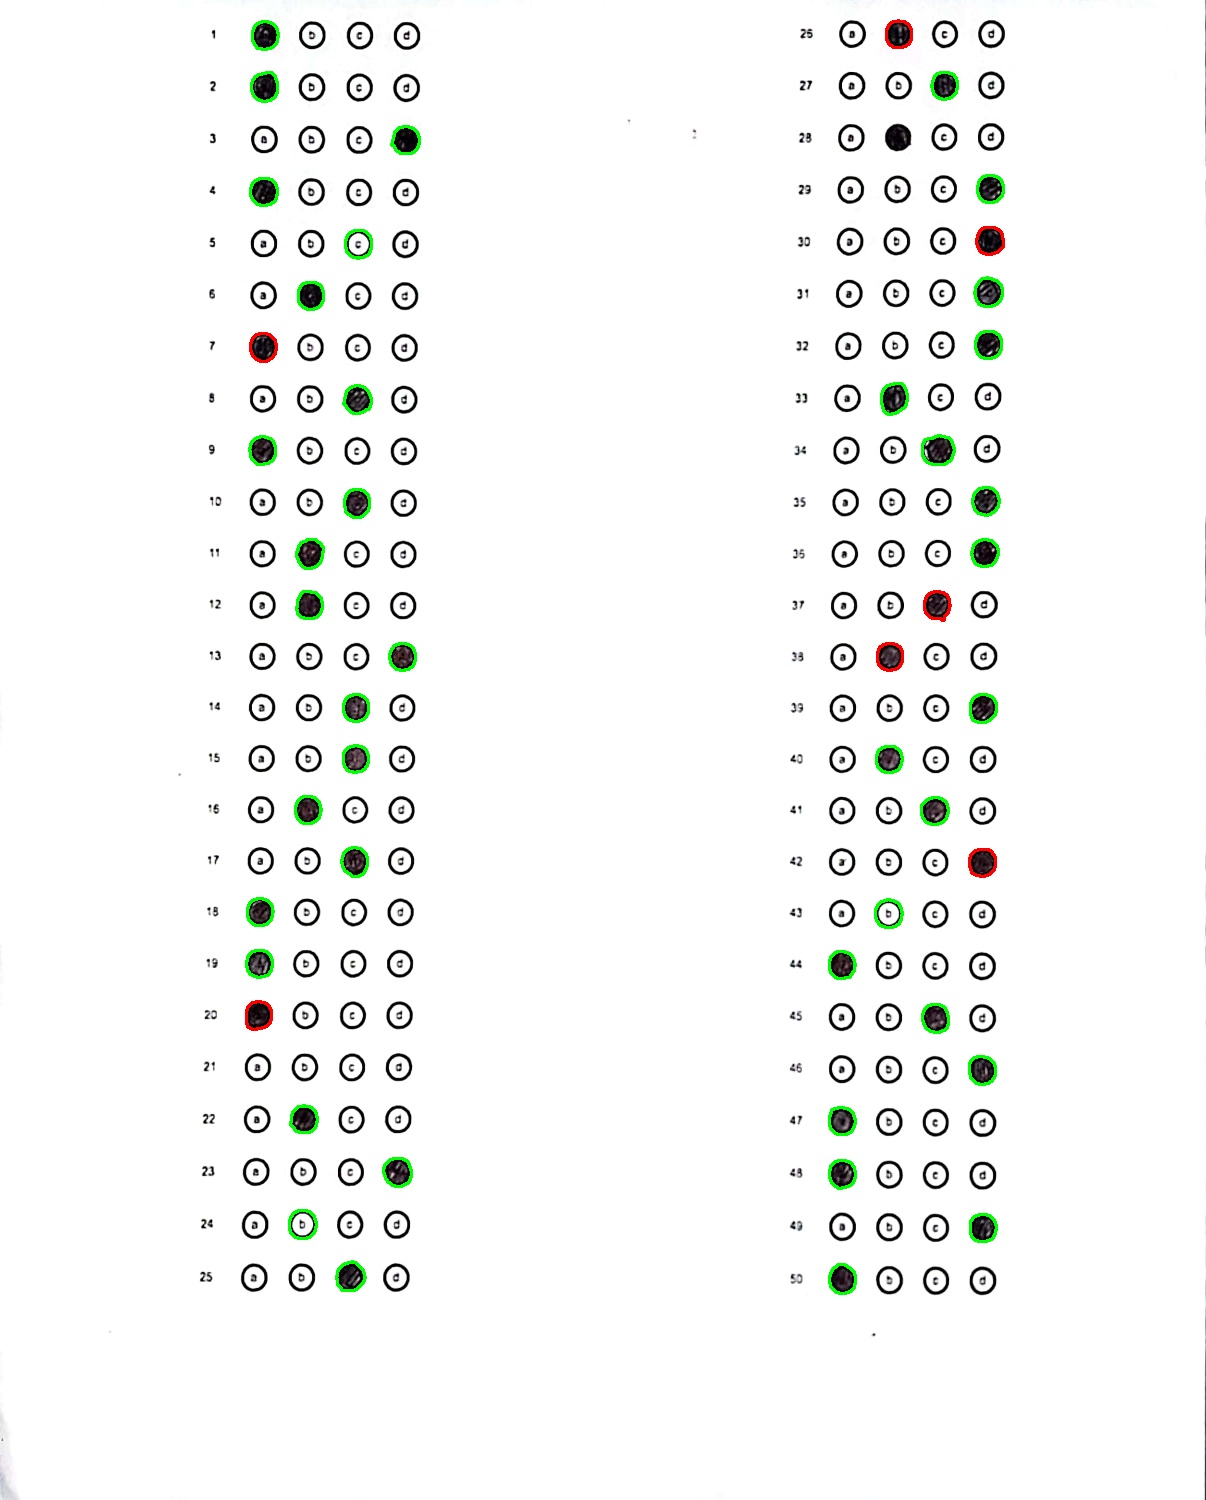 1 b c d
2 b c d
3 a b c
4 b c d
5 a b c d
6 a c d
7 b c d
8 a b d
9 b c d
10 a b d
11 a c d
12 a c d
13 a b c
14 a b d
15 a b d
16 a c d
17 a b d
18 b c d
19 b c d
20 b c d
21 a b c d
22 a c d
23 a b c
24 a b c d
25 a b d
26 a c d
27 a b d
28 a c d
29 a b c
30 a b c
31 a b c
32 a b c
33 a c d
34 a b d
35 a b c
36 a b c
37 a b d
38 a c d
39 a b c
40 a c d
41 a b d
42 a b c
43 a b c d
44 b c d
45 a b d
46 a b c
47 b c d
48 b c d
49 a b c
50 b c d